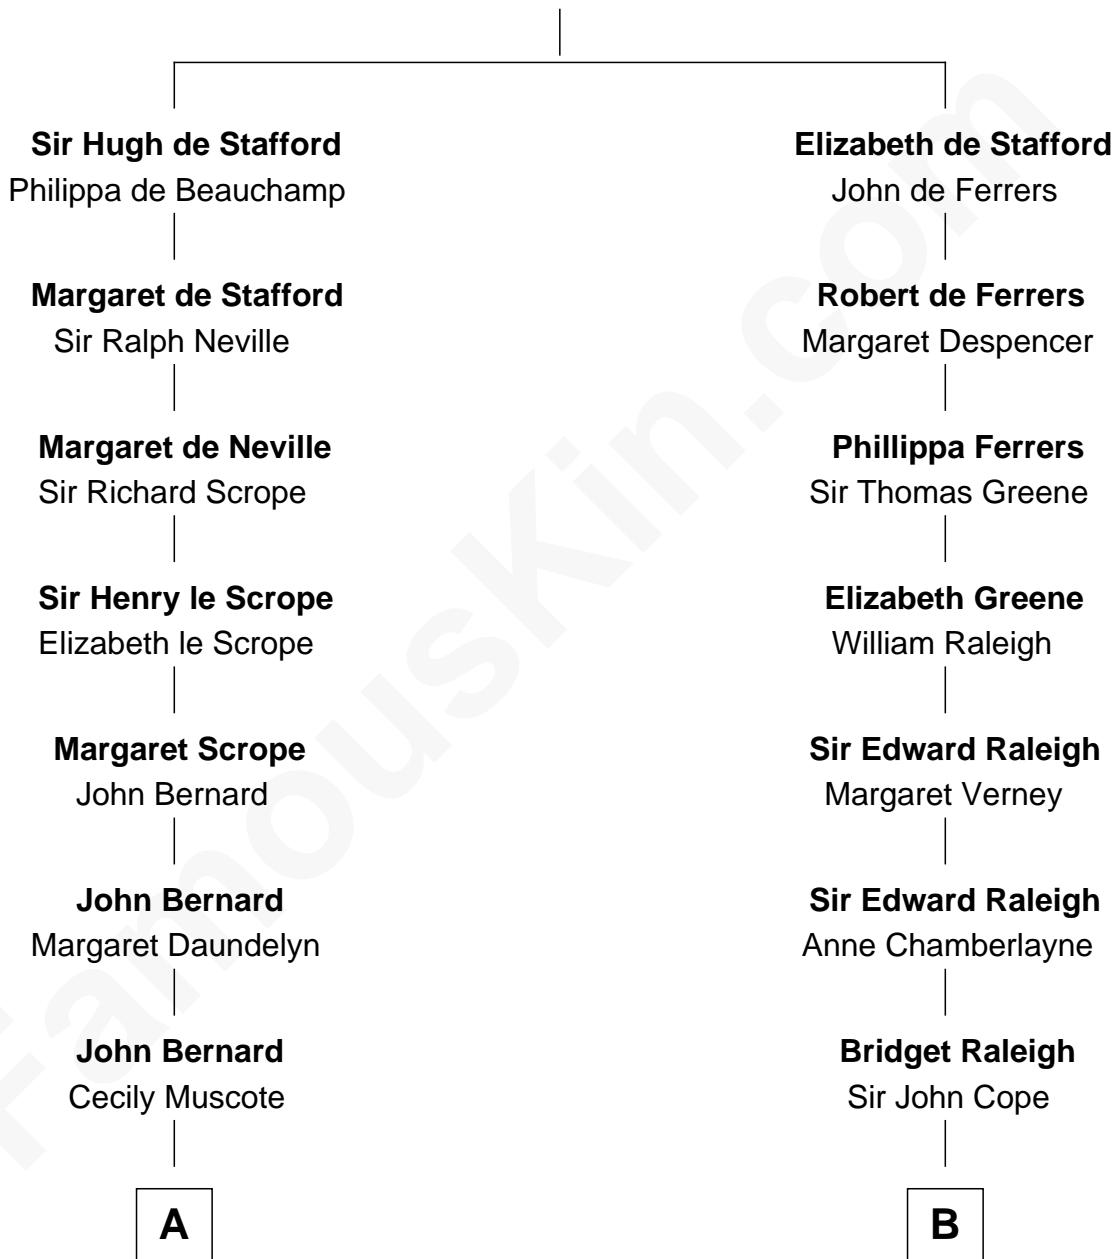 Sir Hugh de Stafford
Philippa de Beauchamp
Margaret de Stafford
Sir Ralph Neville
Margaret de Neville
Sir Richard Scrope
Sir Henry le Scrope
Elizabeth le Scrope
Margaret Scrope
John Bernard
John Bernard
Margaret Daundelyn
John Bernard
Cecily Muscote
A
Elizabeth de Stafford
John de Ferrers
Robert de Ferrers
Margaret Despencer
Phillippa Ferrers
Sir Thomas Greene
Elizabeth Greene
William Raleigh
Sir Edward Raleigh
Margaret Verney
Sir Edward Raleigh
Anne Chamberlayne
Bridget Raleigh
Sir John Cope
B
FamousKin.com